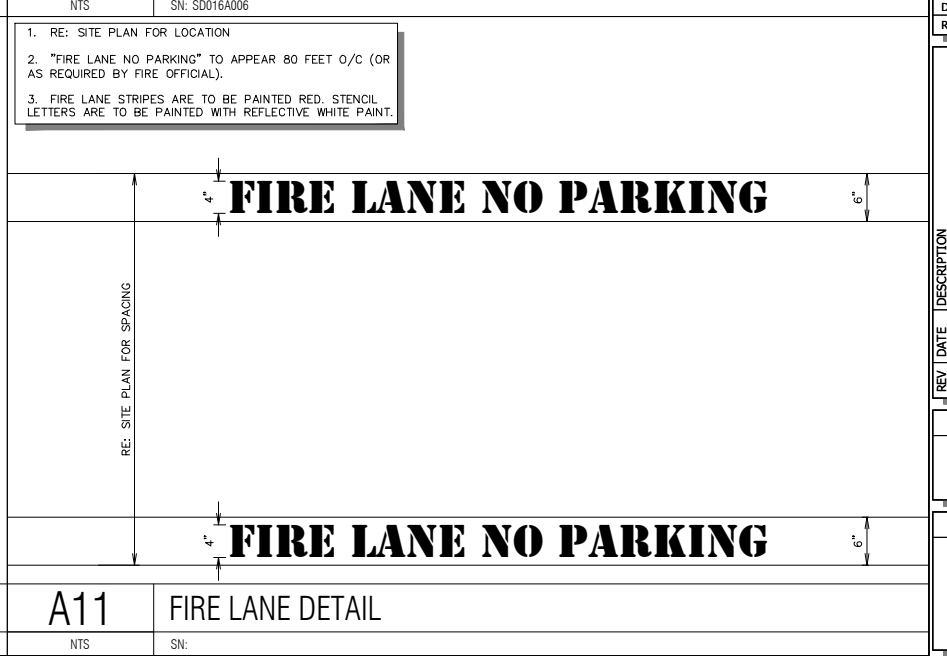 NTS
SN: SD016A006
1. RE: SITE PLAN FOR LOCATION
2. "FIRE LANE NO PARKING" TO APPEAR 80 FEET O/C (OR
AS REQUIRED BY FIRE OFFICIAL).
3. FIRE LANE STRIPES ARE TO BE PAINTED RED. STENCIL
LETTERS ARE TO BE PAINTED WITH REFLECTIVE WHITE PAINT.
4"
FIRE LANE NO PARKING
6"
RE: SITE PLAN FOR SPACING
4"
FIRE LANE NO PARKING
6"
A11
FIRE LANE DETAIL
NTS
SN:
REV
DATE
DESCRIPTION